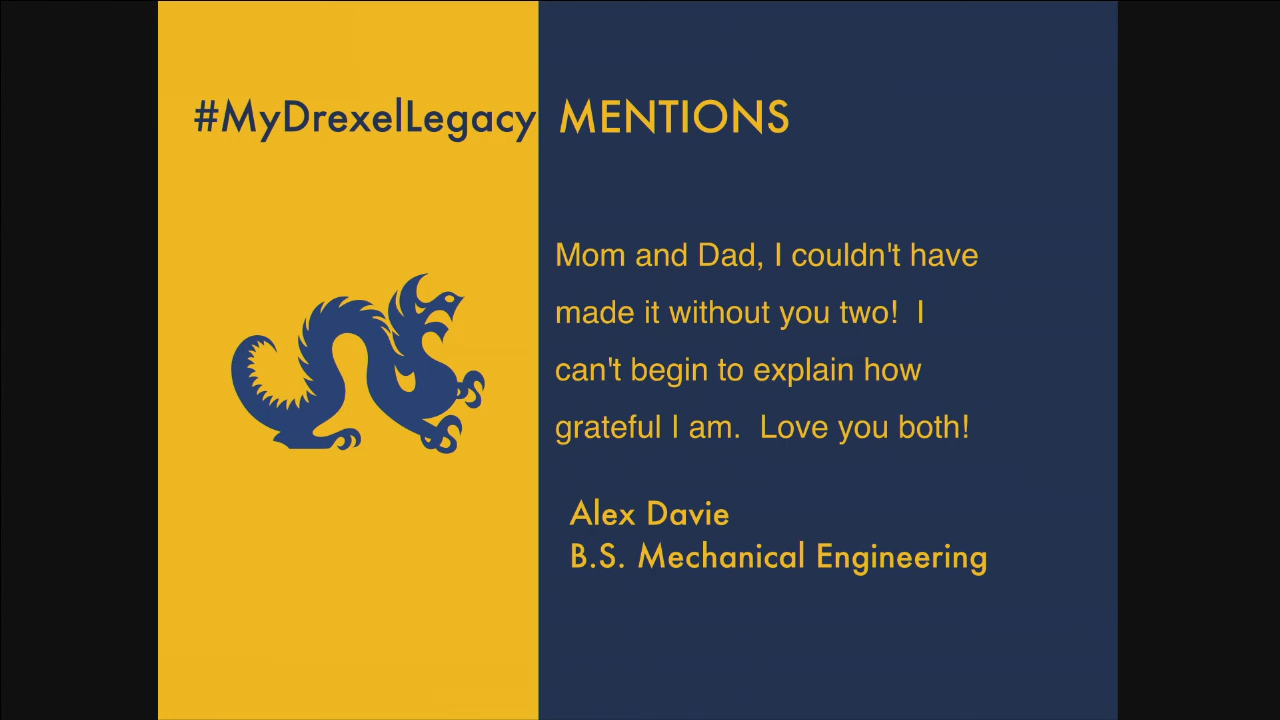 #MyDrexelLegacy MENTIONS
Mom and Dad, I couldn't have
made it without you two!  I
can't begin to explain how
grateful I am.  Love you both!
Alex Davie
B.S. Mechanical Engineering